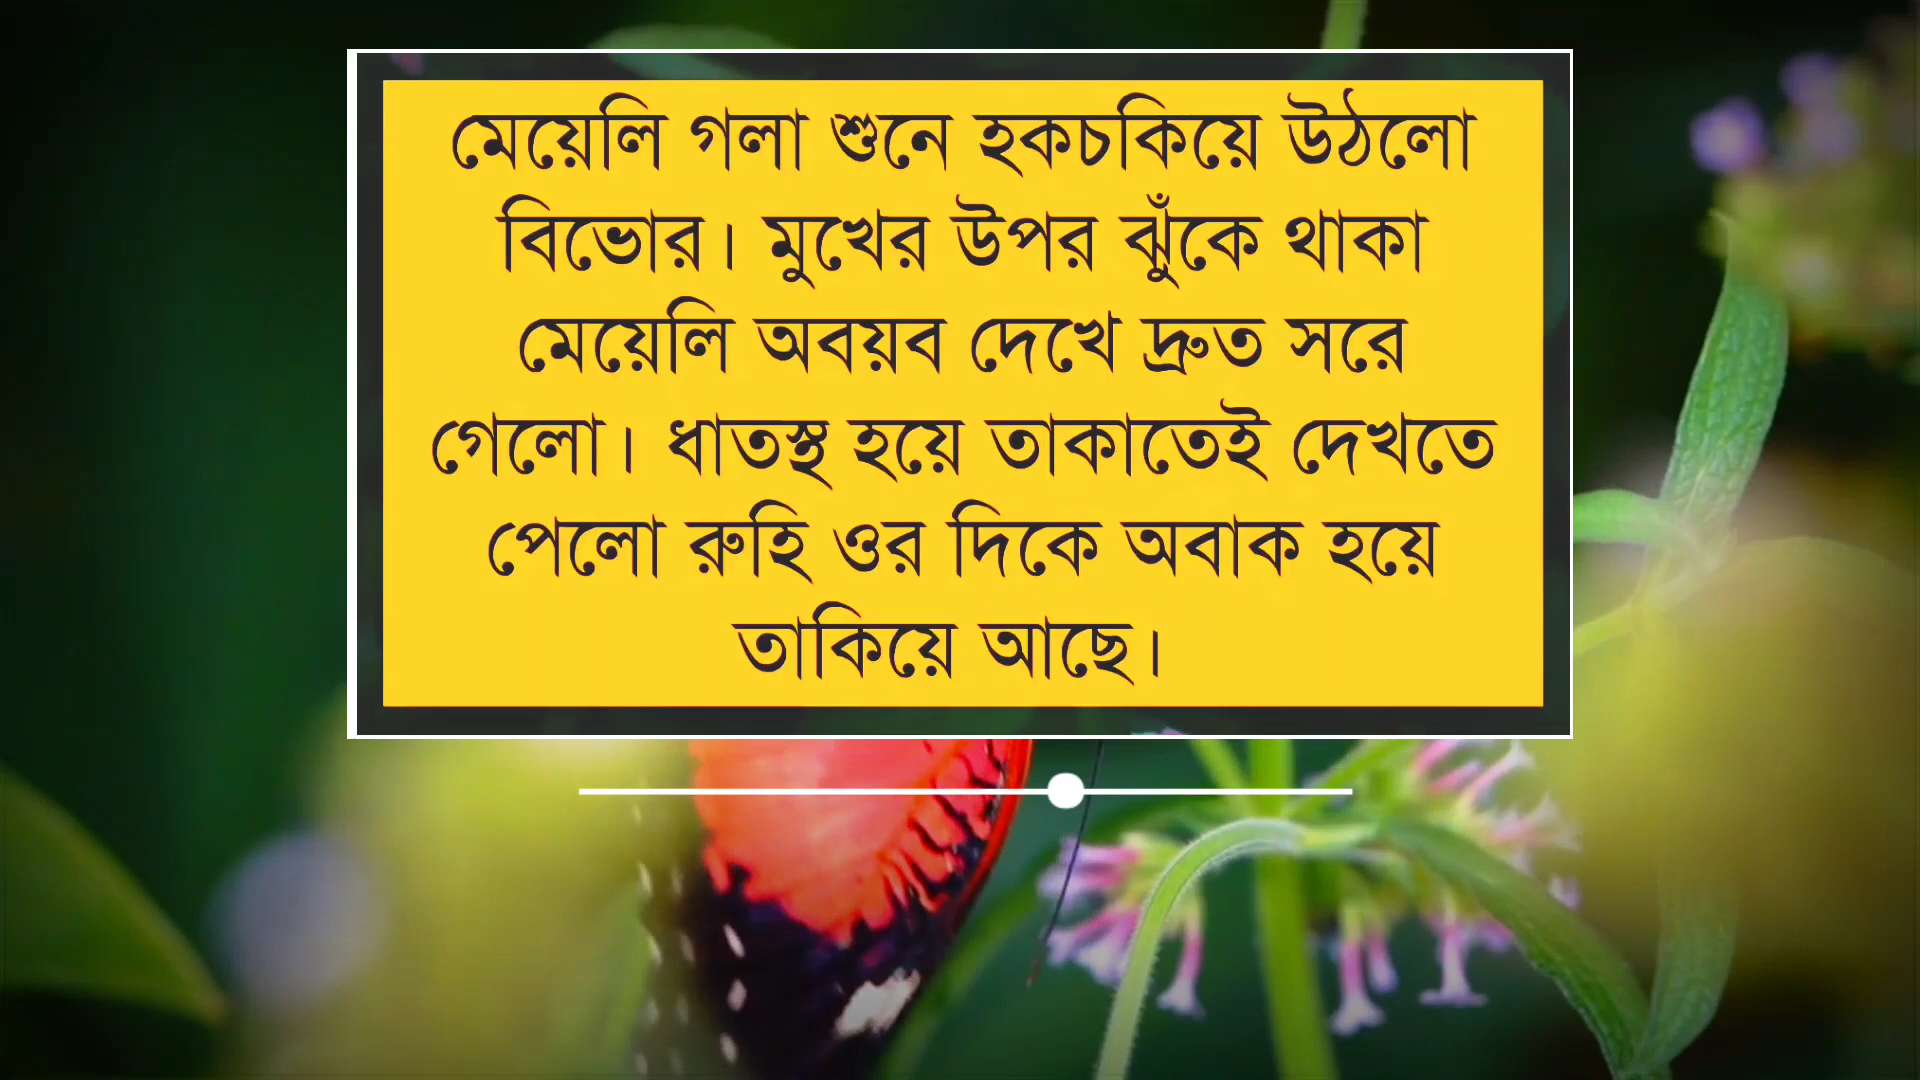 মেয়েলি গলা শুনে হকচকিয়ে উঠলো
বিভোর। মুখের উপর ঝুঁকে থাকা
মেয়েলি অবয়ব দেখে দ্রুত সরে
গেলো। ধাতস্থ হয়ে তাকাতেই দেখতে
পেলো রুহি ওর দিকে অবাক হয়ে
তাকিয়ে আছে।